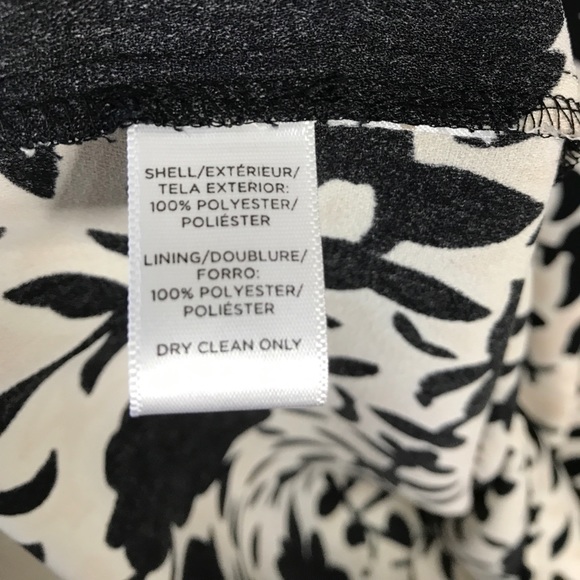 SHELL/EXTÉRIEUR/
TELA EXTERIOR:
100% POLYESTER/
POLIÉSTER
LINING/DOUBLURE/
FORRO:
100% POLYESTER/
POLIÉSTER
DRY CLEAN ONLY